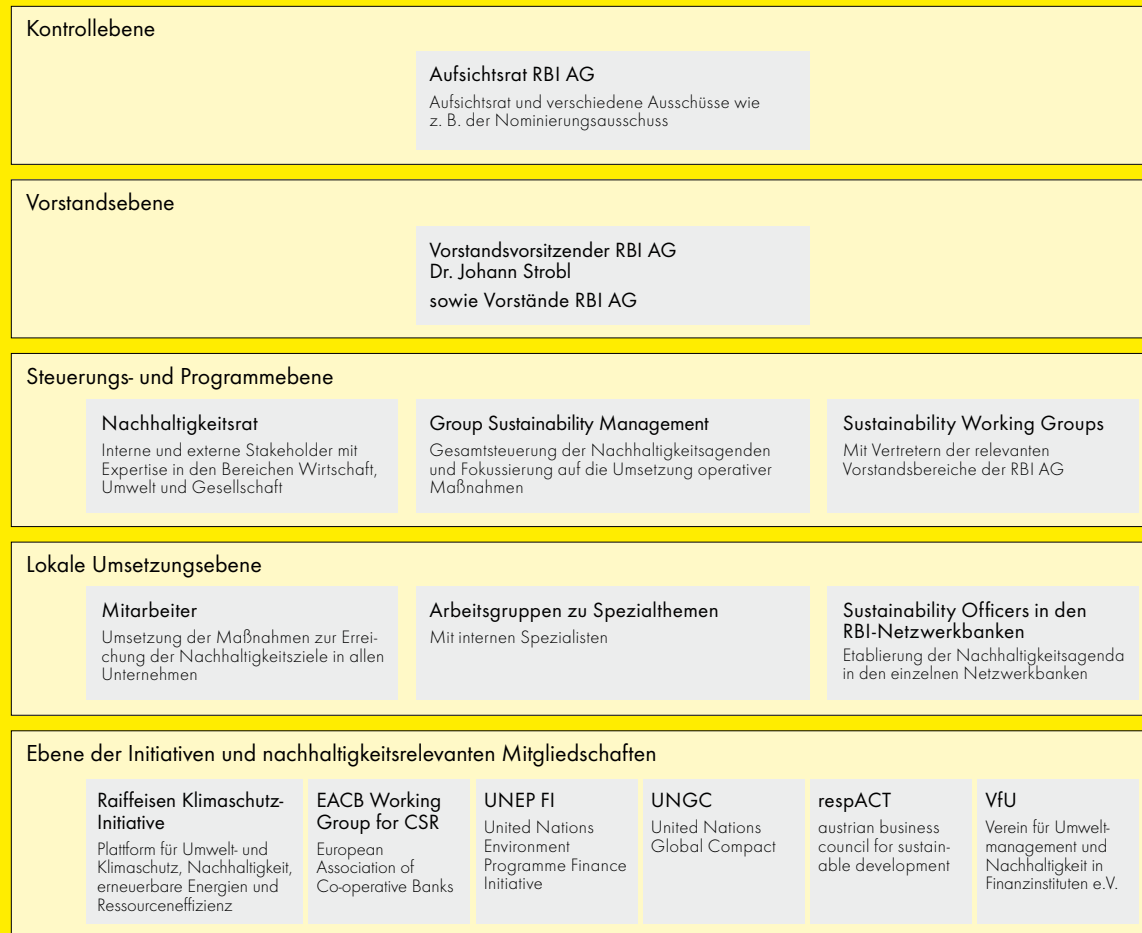 Kontrollebene
Aufsichtsrat RBI AG
Aufsichtsrat und verschiedene Ausschüsse wie
z. B. der Nominierungsausschuss
Vorstandsebene
Vorstandsvorsitzender RBI AG
Dr. Johann Strobl
sowie Vorstände RBI AG
Steuerungs- und Programmebene
Nachhaltigkeitsrat
Interne und externe Stakeholder mit
Expertise in den Bereichen Wirtschaft,
Umwelt und Gesellschaft
Group Sustainability Management
Gesamtsteuerung der Nachhaltigkeitsagenden
und Fokussierung auf die Umsetzung operativer
Maßnahmen
Sustainability Working Groups
Mit Vertretern der relevanten
Vorstandsbereiche der RBI AG
Lokale Umsetzungsebene
Mitarbeiter
Umsetzung der Maßnahmen zur Errei-
chung der Nachhaltigkeitsziele in allen
Unternehmen
Arbeitsgruppen zu Spezialthemen
Mit internen Spezialisten
Sustainability Officers in den
RBI-Netzwerkbanken
Etablierung der Nachhaltigkeitsagenda
in den einzelnen Netzwerkbanken
Ebene der Initiativen und nachhaltigkeitsrelevanten Mitgliedschaften
Raiffeisen Klimaschutz-
Initiative
Plattform für Umwelt- und
Klimaschutz, Nachhaltigkeit,
erneuerbare Energien und
Ressourceneffizienz
EACB Working
Group for CSR
European
Association of
Co-operative Banks
UNEP FI
United Nations
Environment
Programme Finance
Initiative
UNGC
United Nations
Global Compact
respACT
austrian business
council for sustain-
able development
VfU
Verein für Umwelt-
management und
Nachhaltigkeit in
Finanzinstituten e.V.